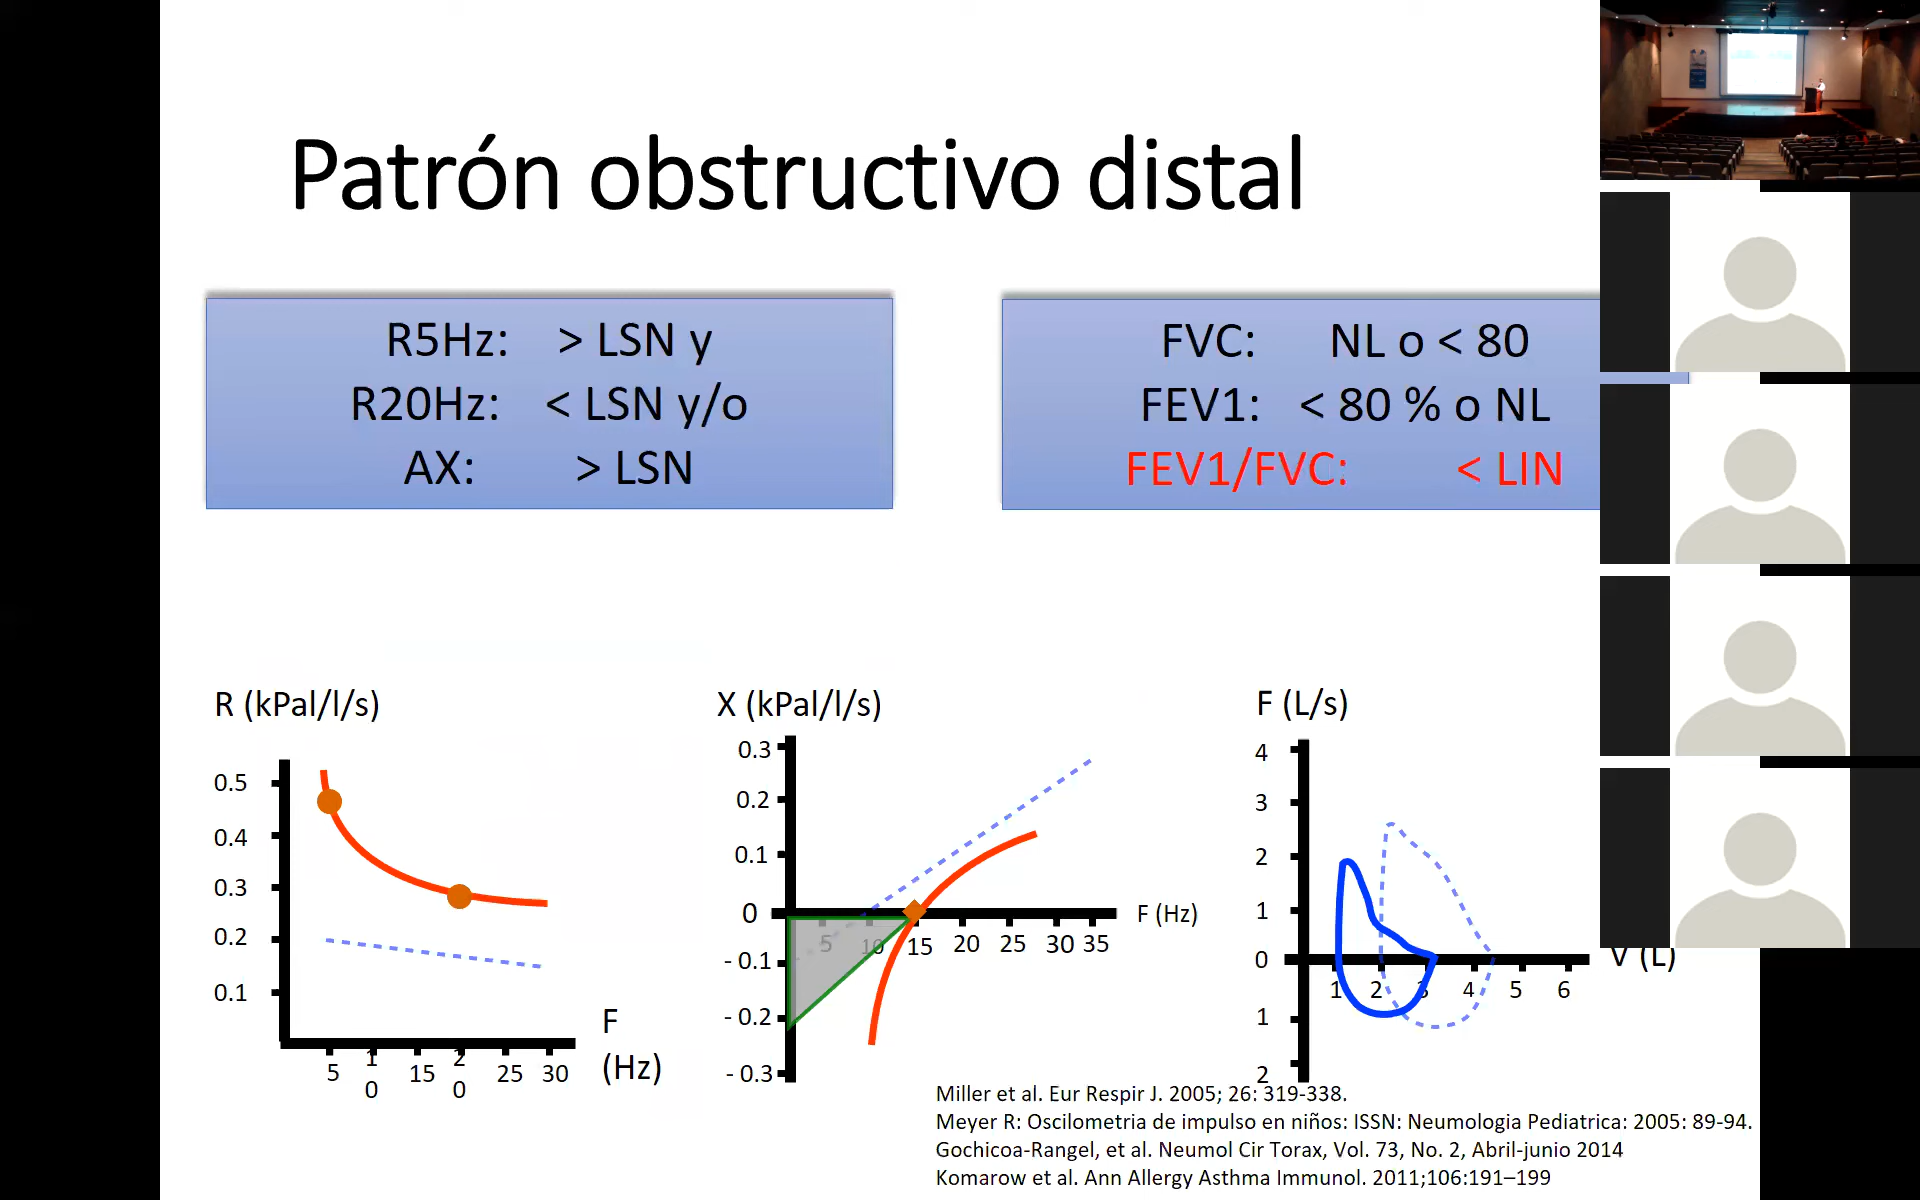 Patrón obstructivo distal
R5Hz: > LSN y
R20Hz: < LSN y/o
AX: > LSN
FVC: NL o < 80
FEV1: < 80 % o NL
FEV1/FVC: < LIN
R (kPal/l/s)
0.5
0.4
0.3
0.2
0.1
5 10 15 20 25 30
F (Hz)
X (kPal/l/s)
0.3
0.2
0.1
0
- 0.1
- 0.2
- 0.3
5 10 15 20 25 30 35
F (Hz)
F (L/s)
4
3
2
1
0
1
2
1 2 3 4 5 6
V (L)
Miller et al. Eur Respir J. 2005; 26: 319-338.
Meyer R: Oscilometria de impulso en niños: ISSN: Neumologia Pediatrica: 2005: 89-94.
Gochicoa-Rangel, et al. Neumol Cir Torax, Vol. 73, No. 2, Abril-junio 2014
Komarow et al. Ann Allergy Asthma Immunol. 2011;106:191–199